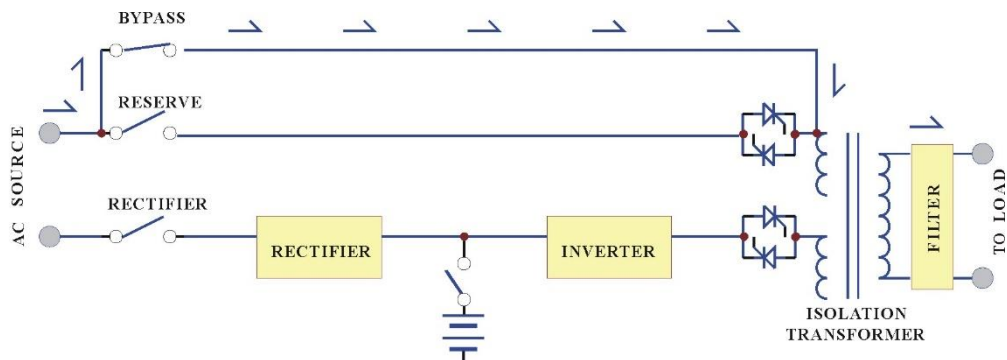 BYPASS
RESERVE
AC SOURCE
RECTIFIER
RECTIFIER
INVERTER
FILTER
TO LOAD
ISOLATION
TRANSFORMER